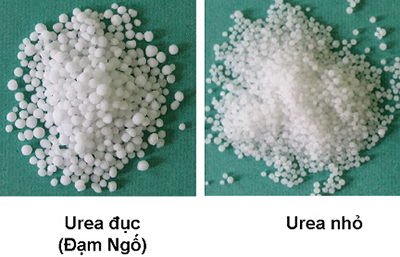 Urea đục
(Đạm Ngố)
Urea nhỏ